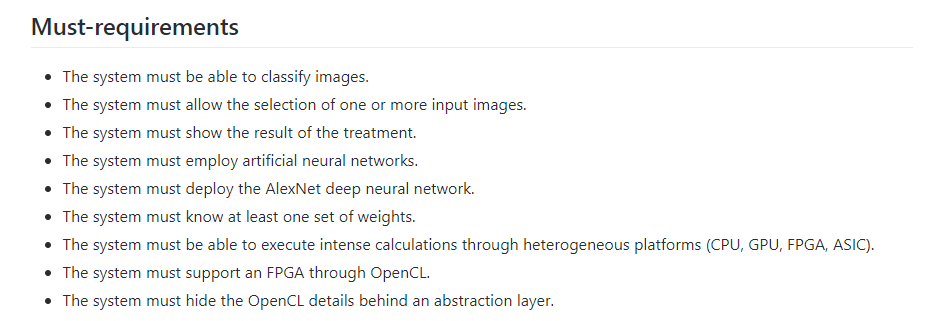 Must-requirements
• The system must be able to classify images.
• The system must allow the selection of one or more input images.
• The system must show the result of the treatment.
• The system must employ artificial neural networks.
• The system must deploy the AlexNet deep neural network.
• The system must know at least one set of weights.
• The system must be able to execute intense calculations through heterogeneous platforms (CPU, GPU, FPGA, ASIC).
• The system must support an FPGA through OpenCL.
• The system must hide the OpenCL details behind an abstraction layer.